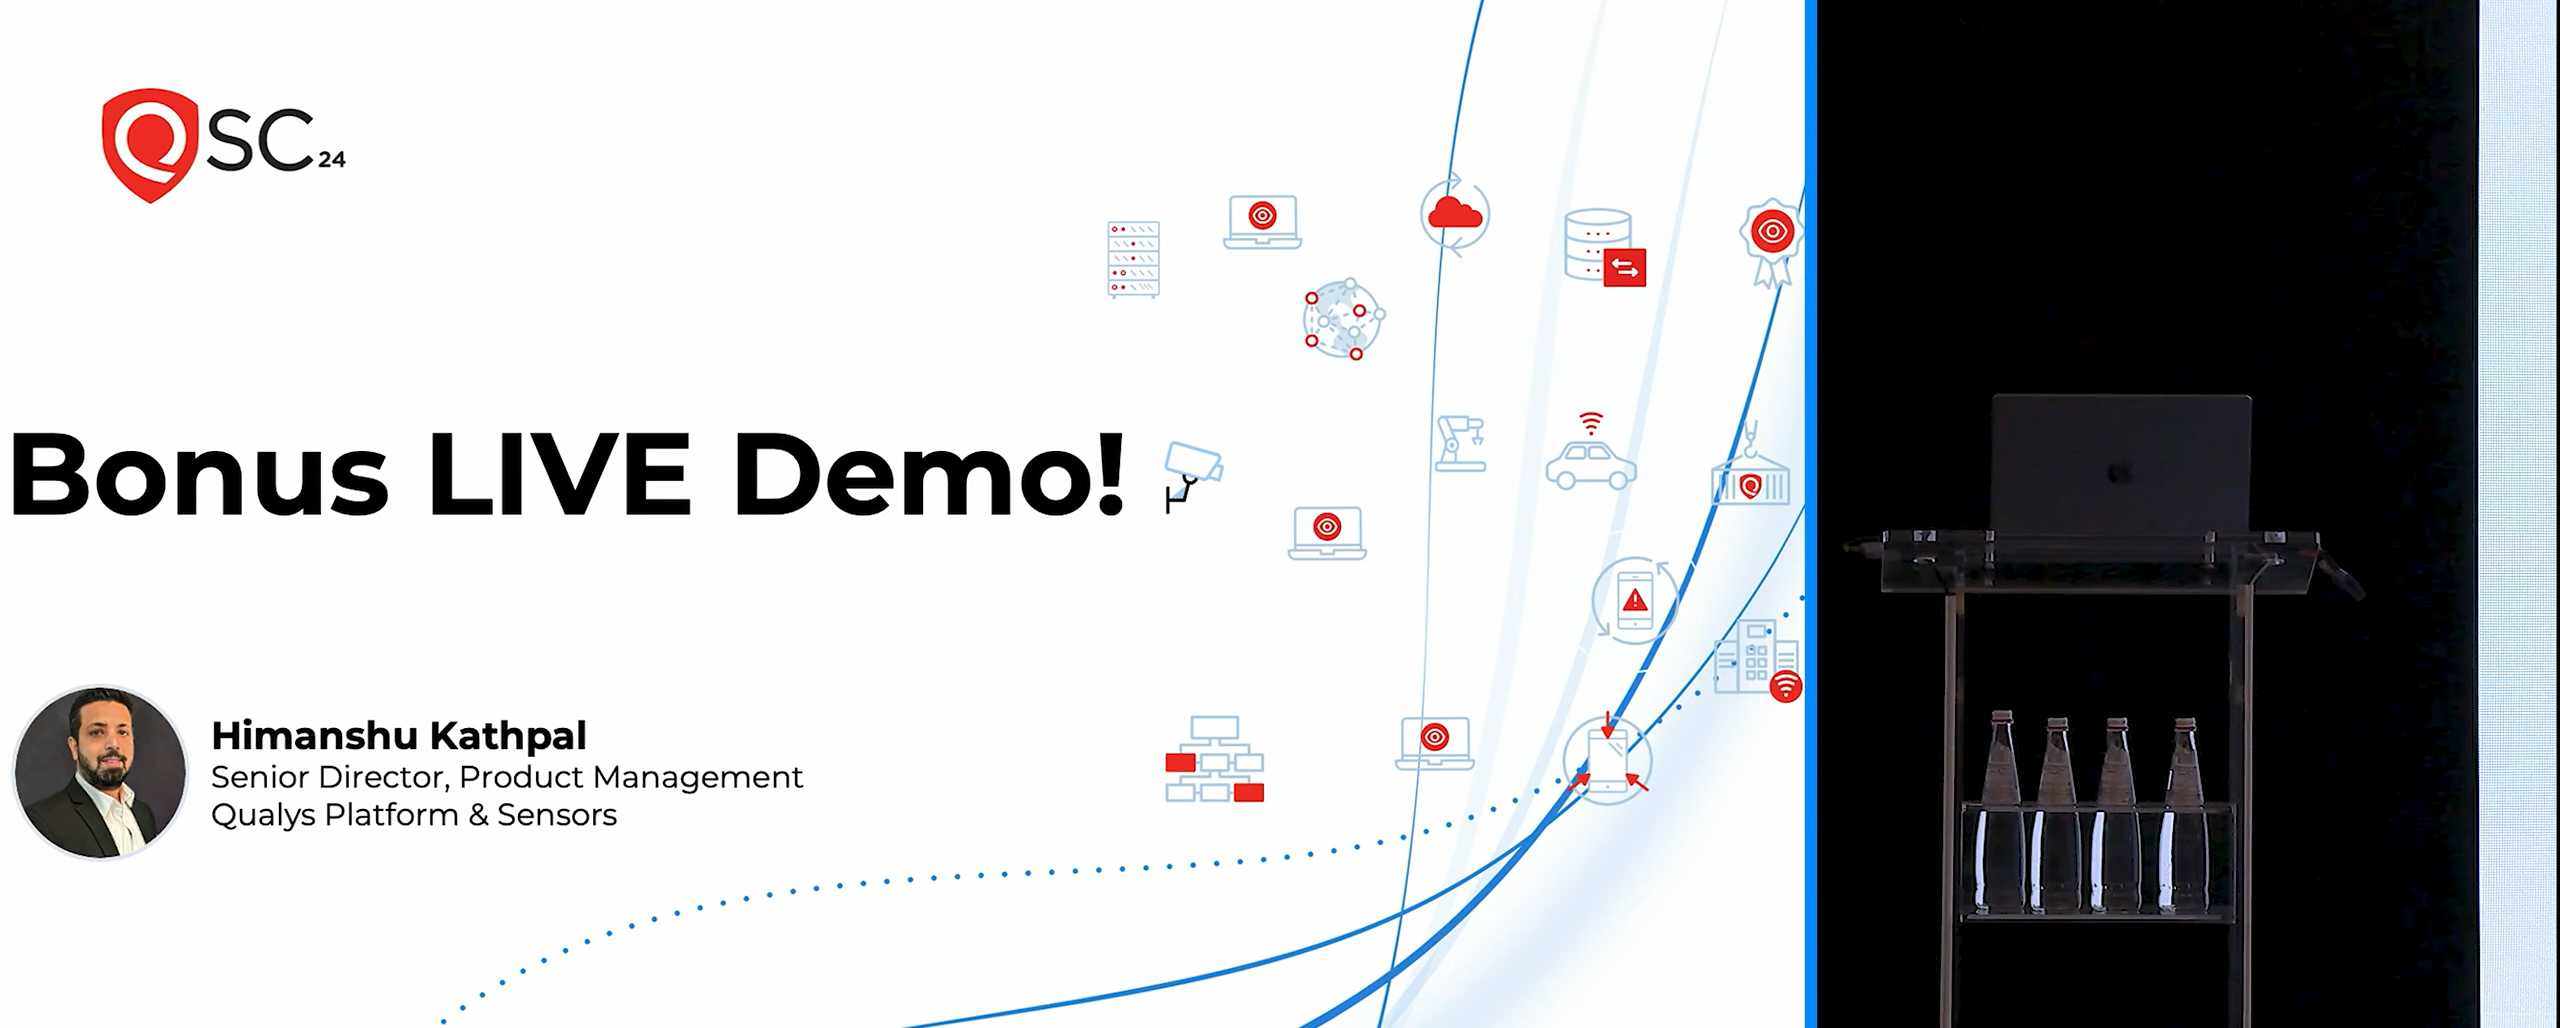 QSC24
Bonus LIVE Demo!
Himanshu Kathpal
Senior Director, Product Management
Qualys Platform & Sensors